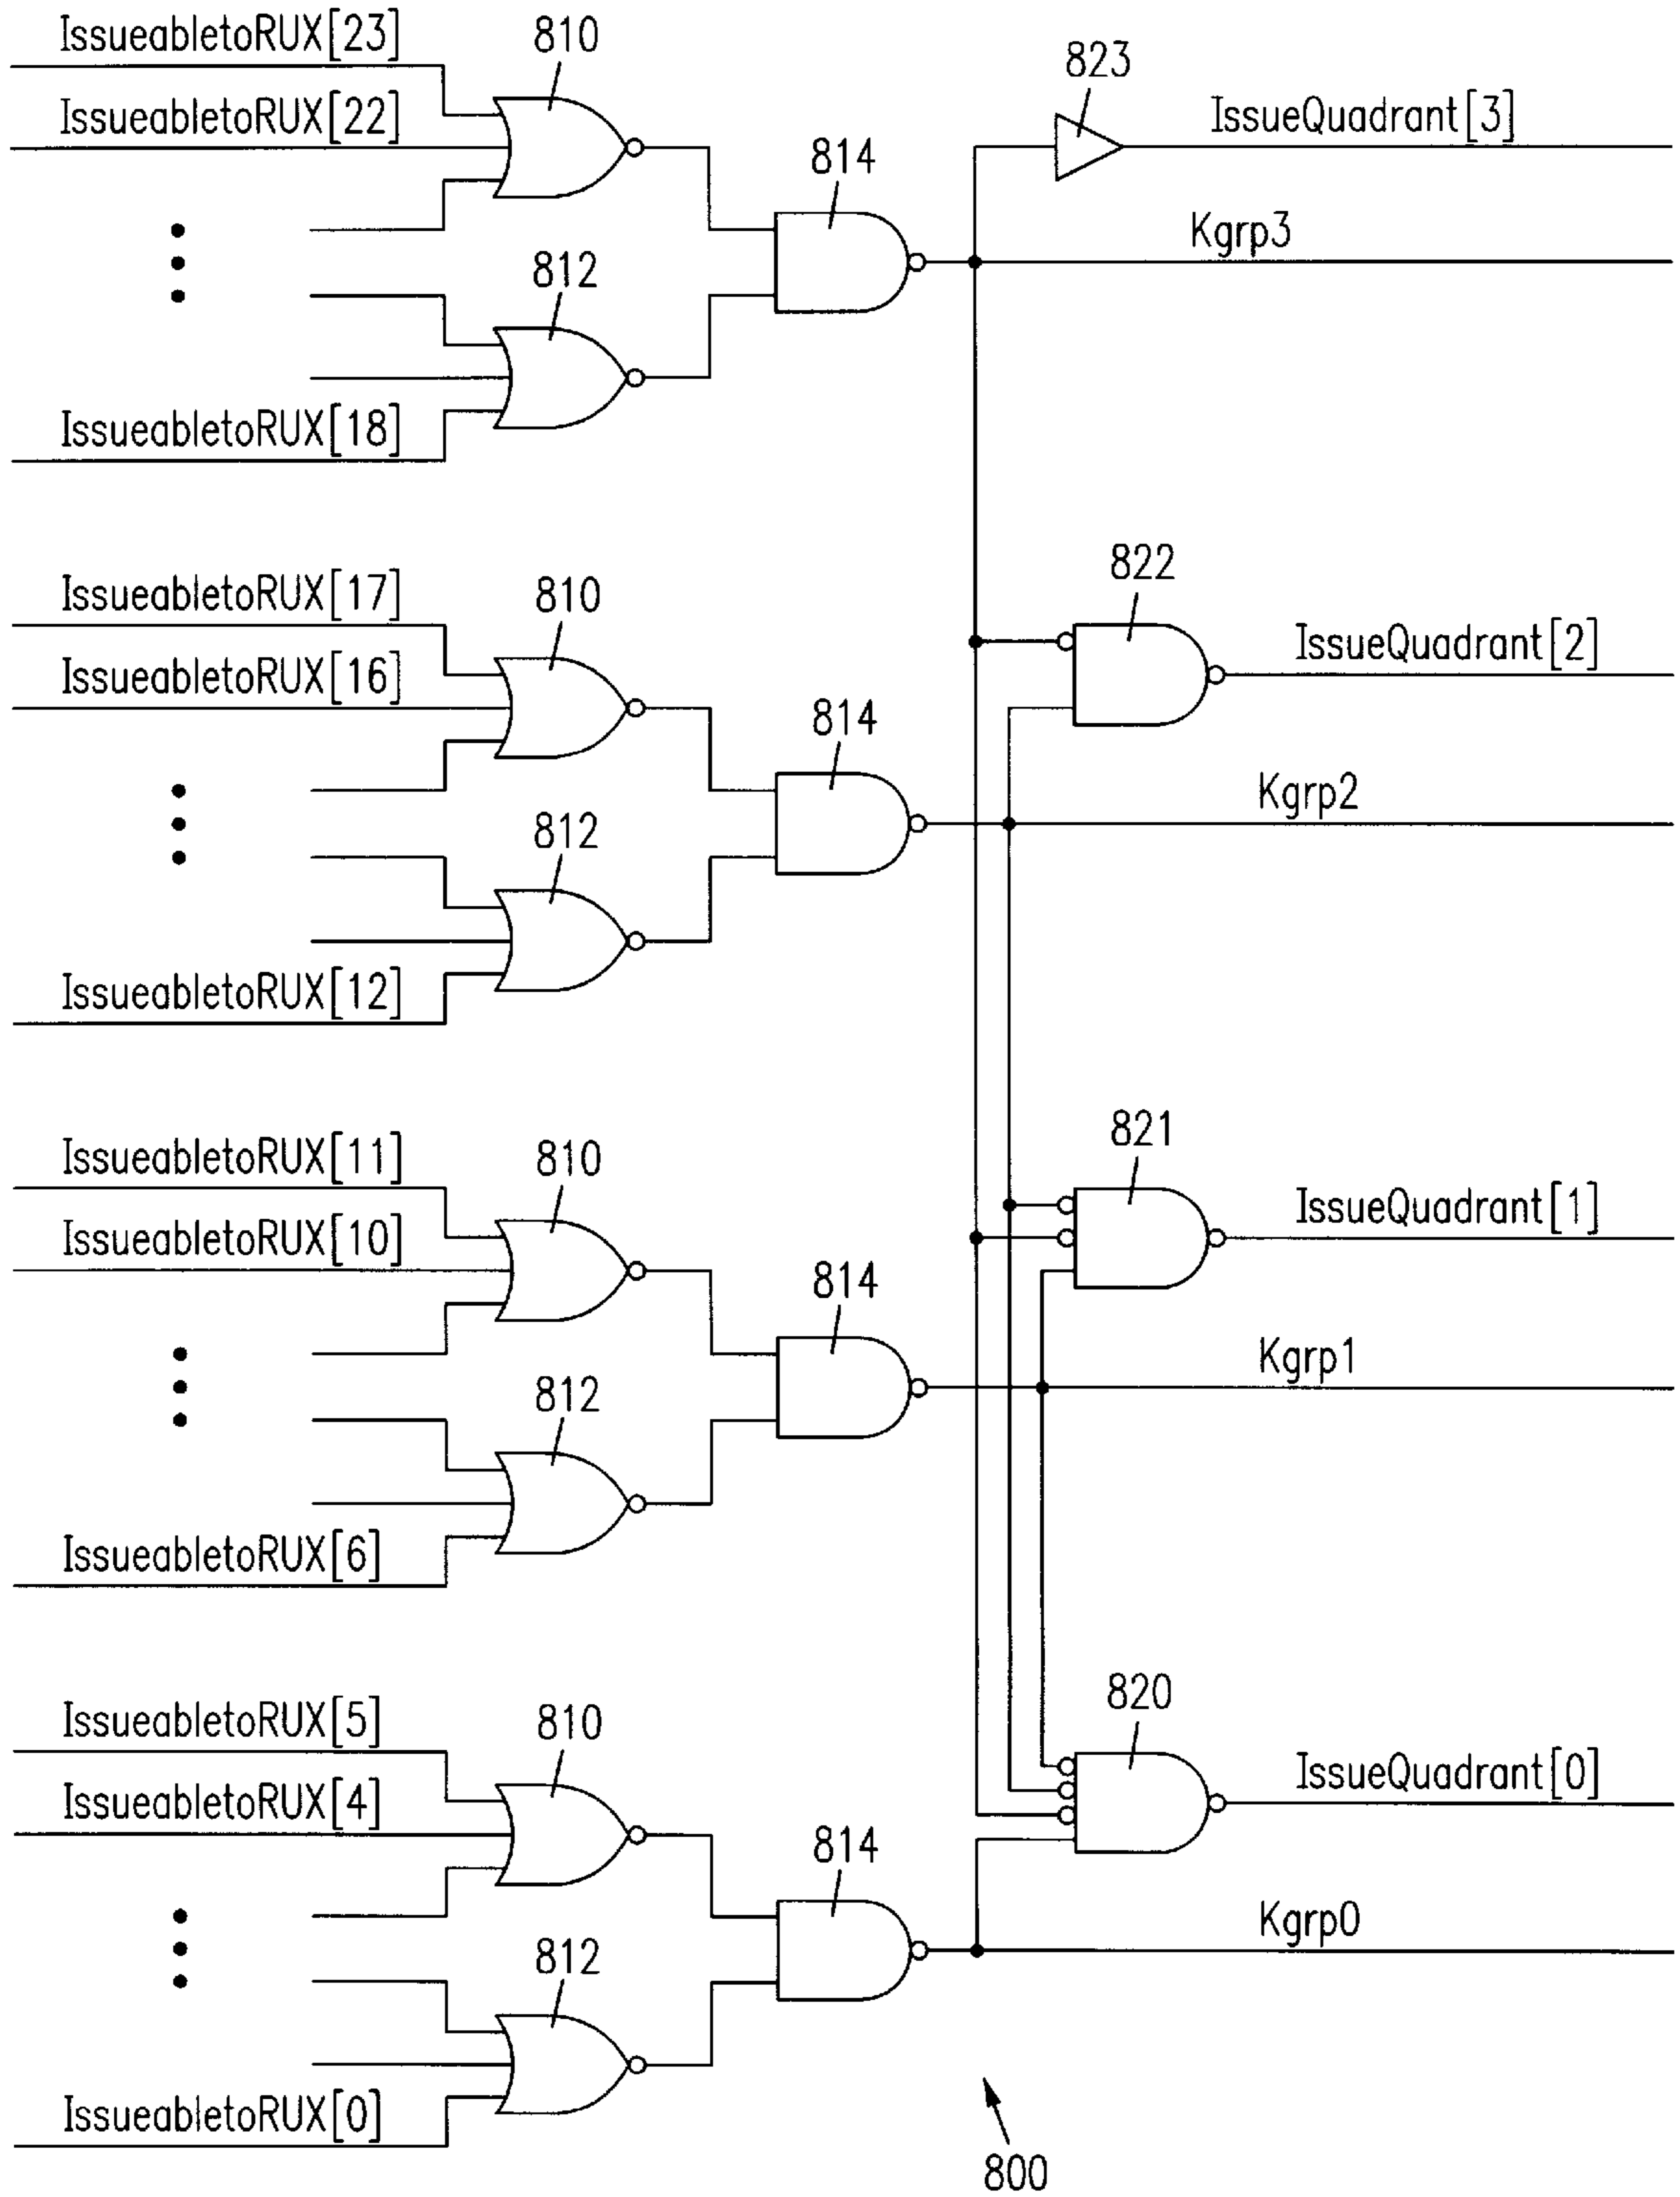 IssueabletoRUX[23]
810
823
IssueabletoRUX[22]
IssueQuadrant[3]
814
Kgrp3
812
IssueabletoRUX[18]
822
IssueabletoRUX[17]
810
IssueQuadrant[2]
IssueabletoRUX[16]
814
Kgrp2
812
IssueabletoRUX[12]
821
IssueabletoRUX[11]
810
IssueQuadrant[1]
IssueabletoRUX[10]
814
Kgrp1
812
IssueabletoRUX[6]
820
IssueabletoRUX[5]
810
IssueQuadrant[0]
IssueabletoRUX[4]
814
Kgrp0
812
IssueabletoRUX[0]
800